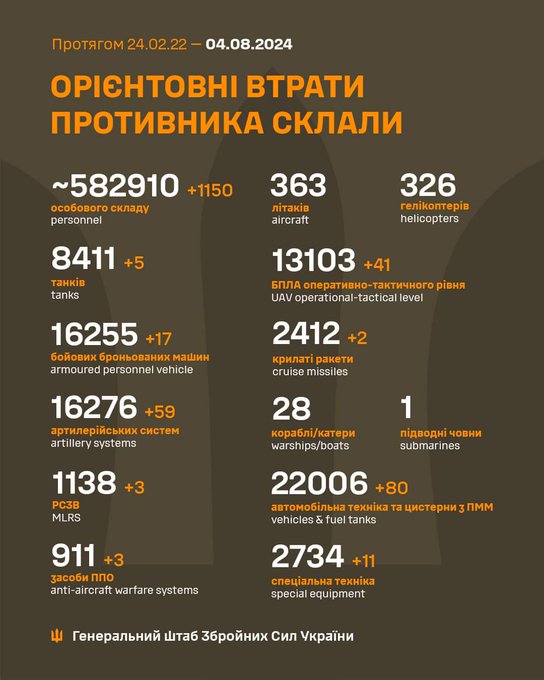 Протягом 24.02.22 — 04.08.2024
ОРІЄНТОВНІ ВТРАТИ
ПРОТИВНИКА СКЛАЛИ
~582910 +1150
особового складу
personnel
363
літаків
aircraft
326
гелікоптерів
helicopters
8411 +5
танків
tanks
13103 +41
БПЛА оперативно-тактичного рівня
UAV operational-tactical level
16255 +17
бойових броньованих машин
armoured personnel vehicle
2412 +2
крилаті ракети
cruise missiles
16276 +59
артилерійських систем
artillery systems
28
кораблі/катери
warships/boats
1
підводні човни
submarines
1138 +3
РСЗВ
MLRS
22006 +80
автомобільна техніка та цистерни з ПММ
vehicles & fuel tanks
911 +3
засоби ППО
anti-aircraft warfare systems
2734 +11
спеціальна техніка
special equipment
Генеральний Штаб Збройних Сил України